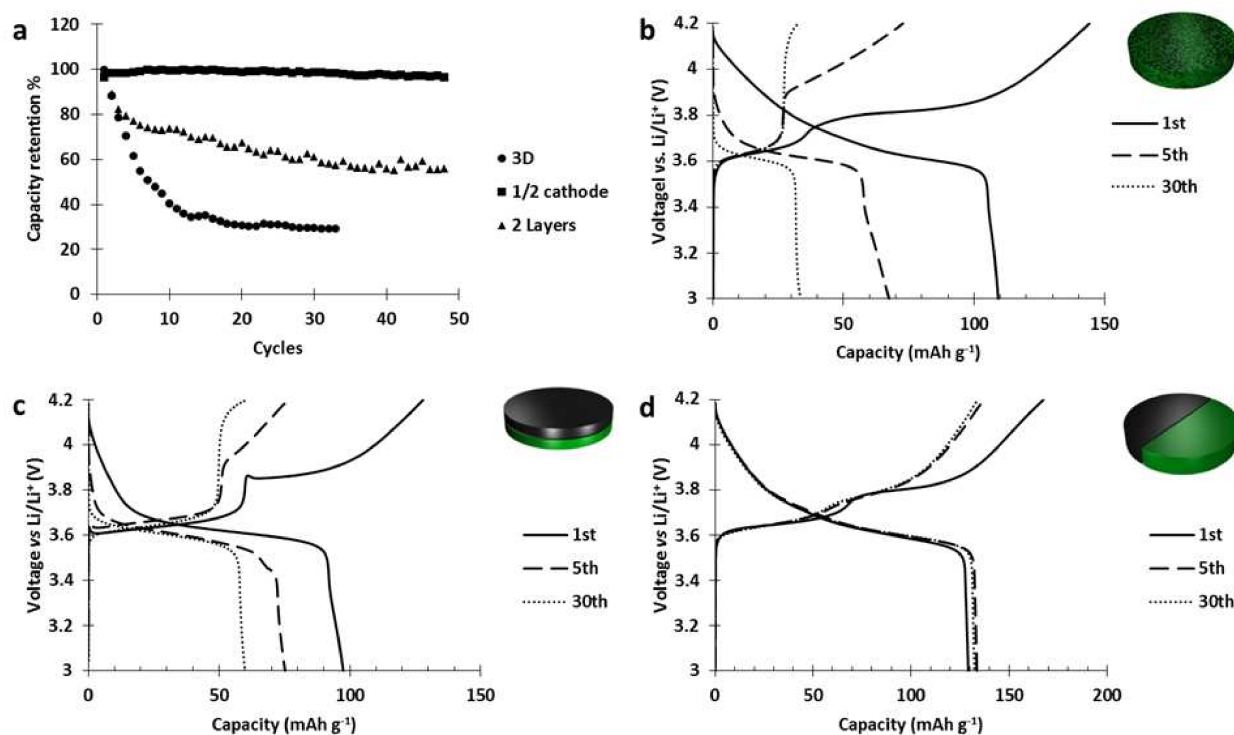 a
120
100
80
60
40
20
0
Capacity retention %
0 10 20 30 40 50
Cycles
3D
1/2 cathode
2 Layers
b
4.2
4
3.8
3.6
3.4
3.2
3
Voltagel vs. Li/Li⁺ (V)
0 50 100 150
Capacity (mAh g⁻¹)
1st
5th
30th
c
4.2
4
3.8
3.6
3.4
3.2
3
Voltage vs Li/Li⁺ (V)
0 50 100 150
Capacity (mAh g⁻¹)
1st
5th
30th
d
4.2
4
3.8
3.6
3.4
3.2
3
Voltage vs Li/Li⁺ (V)
0 50 100 150 200
Capacity (mAh g⁻¹)
1st
5th
30th